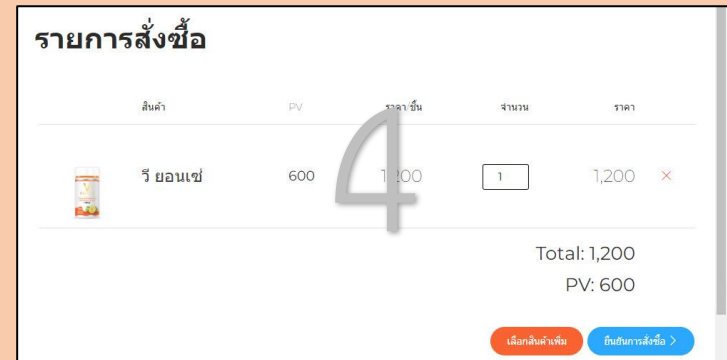 รายการสั่งซื้อ
สินค้า PV ราคา/ชิ้น จำนวน ราคา
วี ยอนเซ่ 600 1,200 1 1,200 ×
4
Total: 1,200
PV: 600
เลือกสินค้าเพิ่ม ยืนยันการสั่งซื้อ >